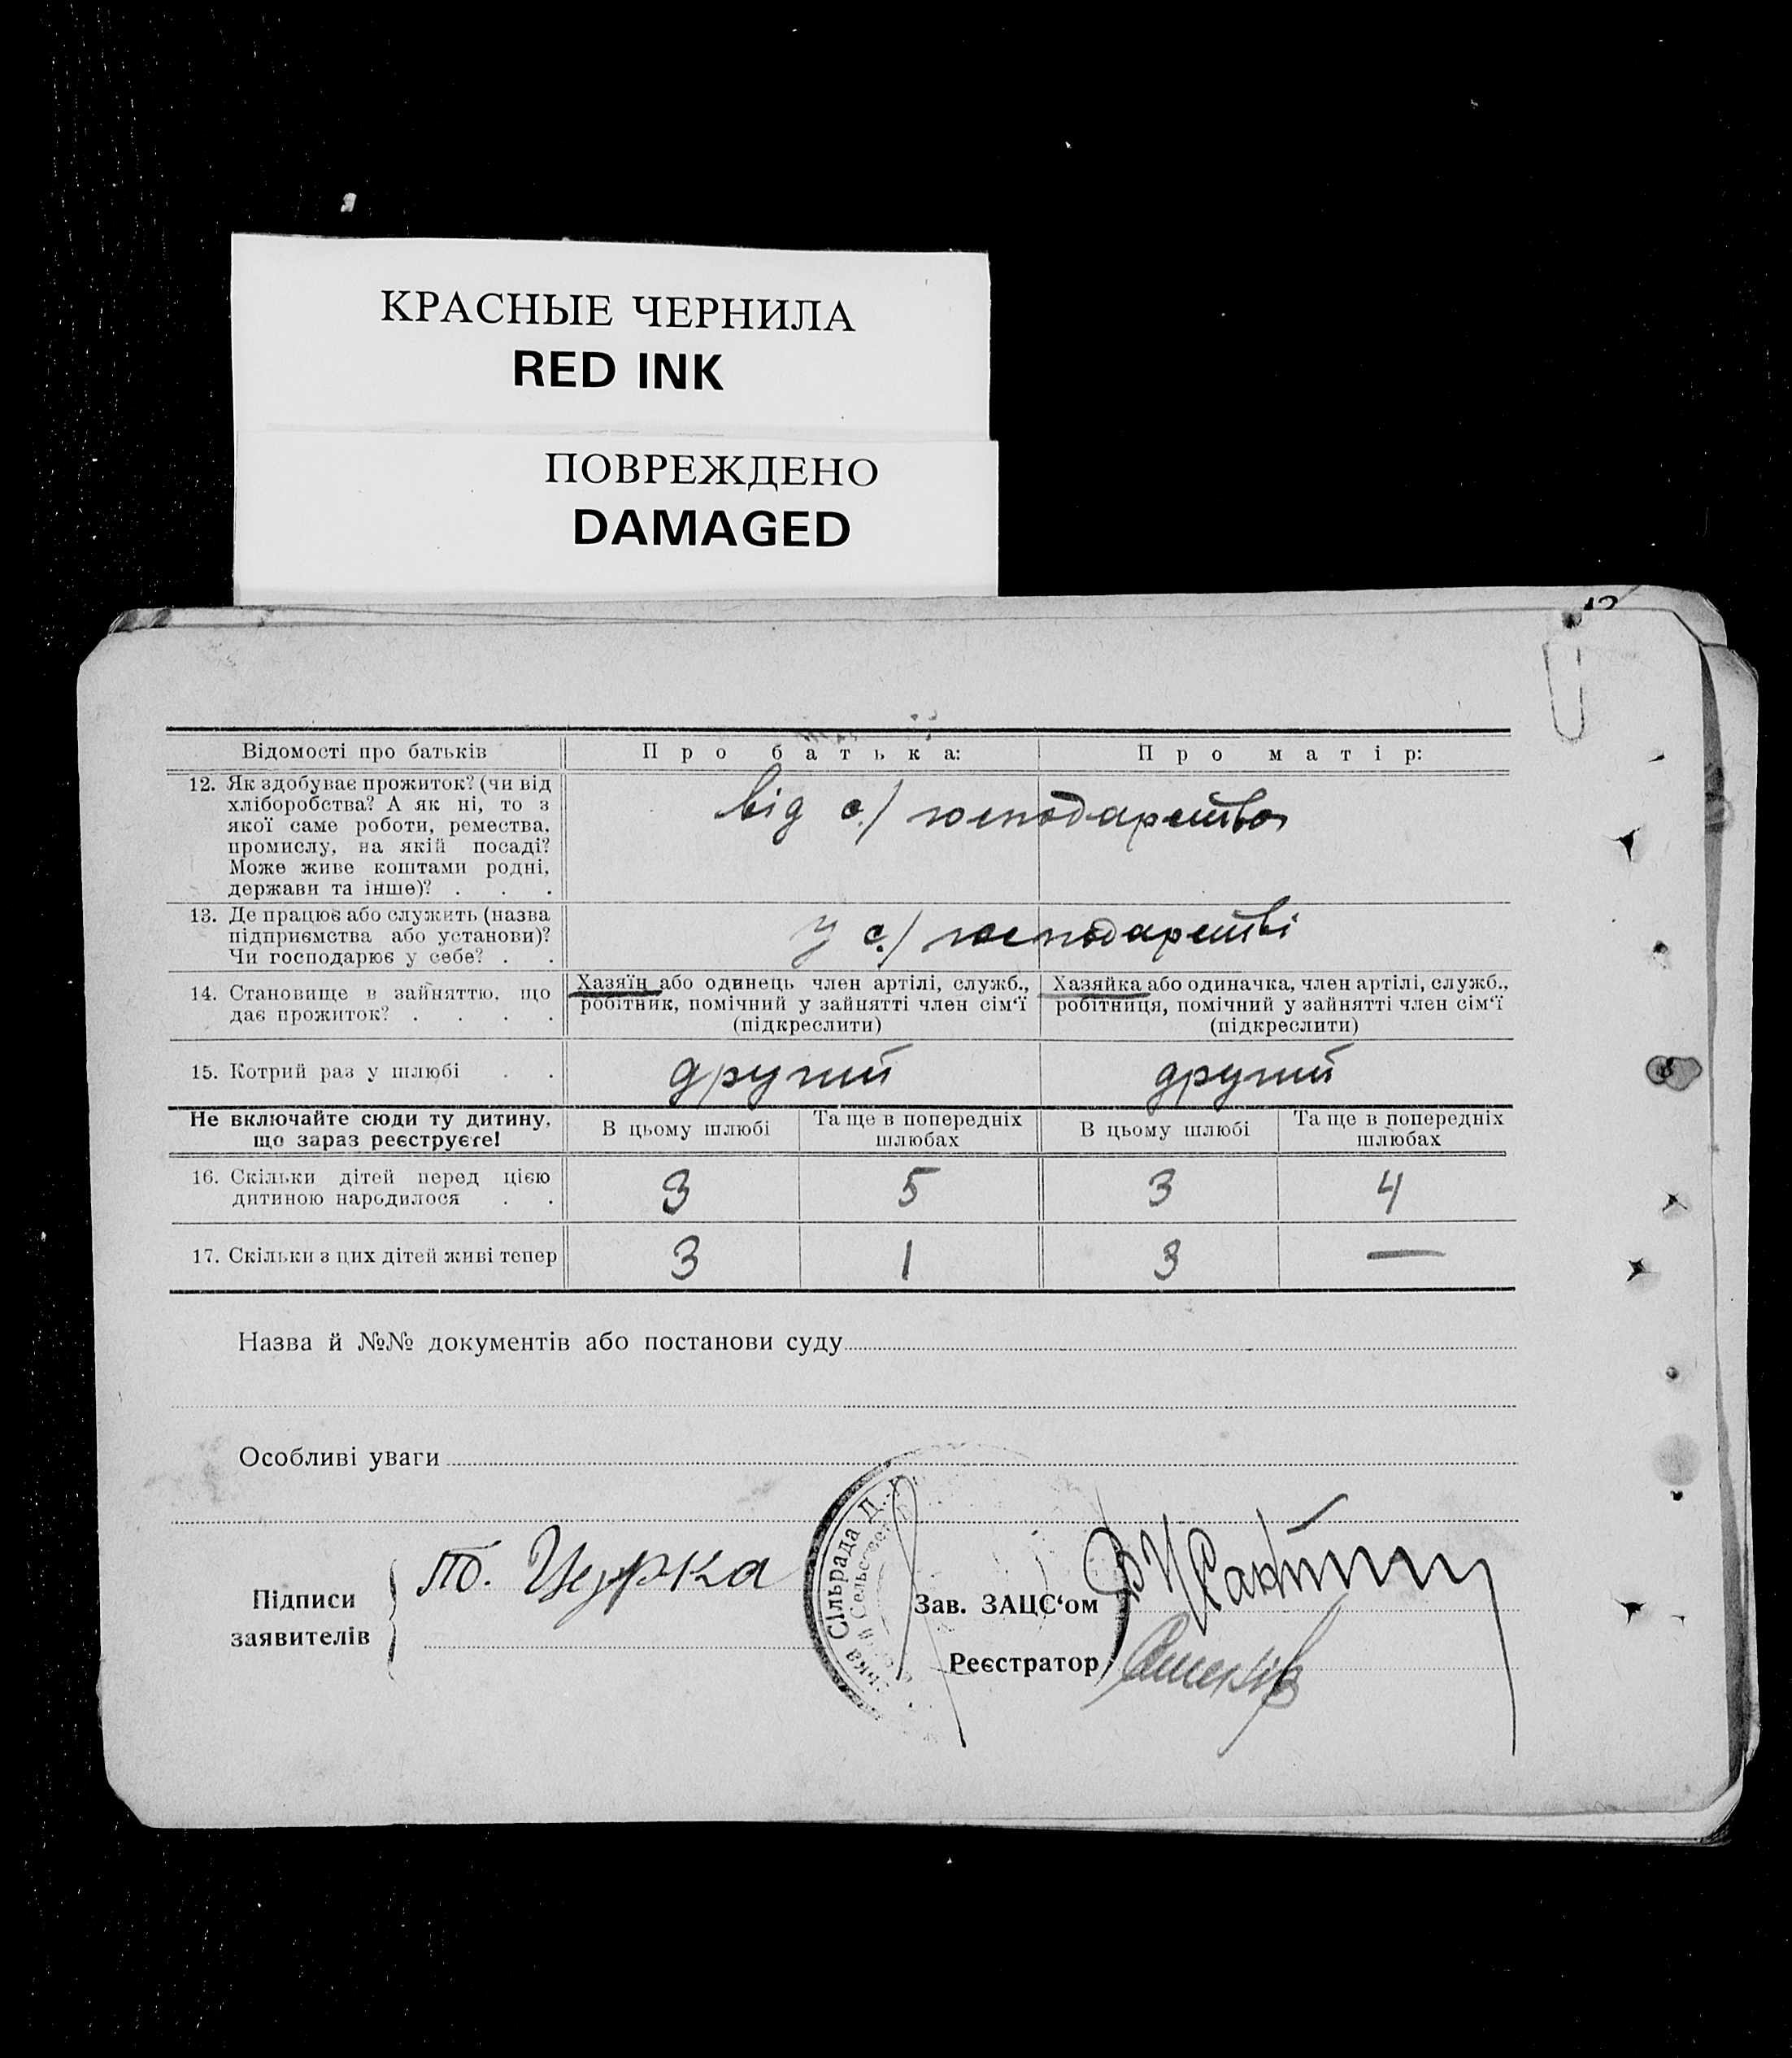 КРАСНЫЕ ЧЕРНИЛА
RED INK
ПОВРЕЖДЕНО
DAMAGED
Відомості про батьків
Про батька:
Про матір:
12. Як здобуває прожиток? (чи від
хліборобства? А як ні, то з
якої саме роботи, ремества,
промислу, на якій посаді?
Може живе коштами родні,
держави та інше)? . . .
від с/господарства
13. Де працює або служить (назва
підприємства або установи)?
Чи господарює у себе? . .
у с/господарстві
14. Становище в зайняттю, що
дає прожиток? . . . .
Хазяїн або одинець член артілі, служб.,
робітник, помічний у зайнятті член сім‘ї
(підкреслити)
Хазяйка або одиначка, член артілі, служб.,
робітниця, помічний у зайнятті член сім‘ї
(підкреслити)
15. Котрий раз у шлюбі . .
другий
другий
Не включайте сюди ту дитину,
що зараз реєструєте!
В цьому шлюбі
Та ще в попередніх
шлюбах
В цьому шлюбі
Та ще в попередніх
шлюбах
16. Скільки дітей перед цією
дитиною народилося . .
3
5
3
4
17. Скільки з цих дітей живі тепер
3
1
3
—
Назва й №№ документів або постанови суду
Особливі уваги
Підписи
заявителів
Цурка
Сільрада
Зав. ЗАЦС‘ом
Реєстратор